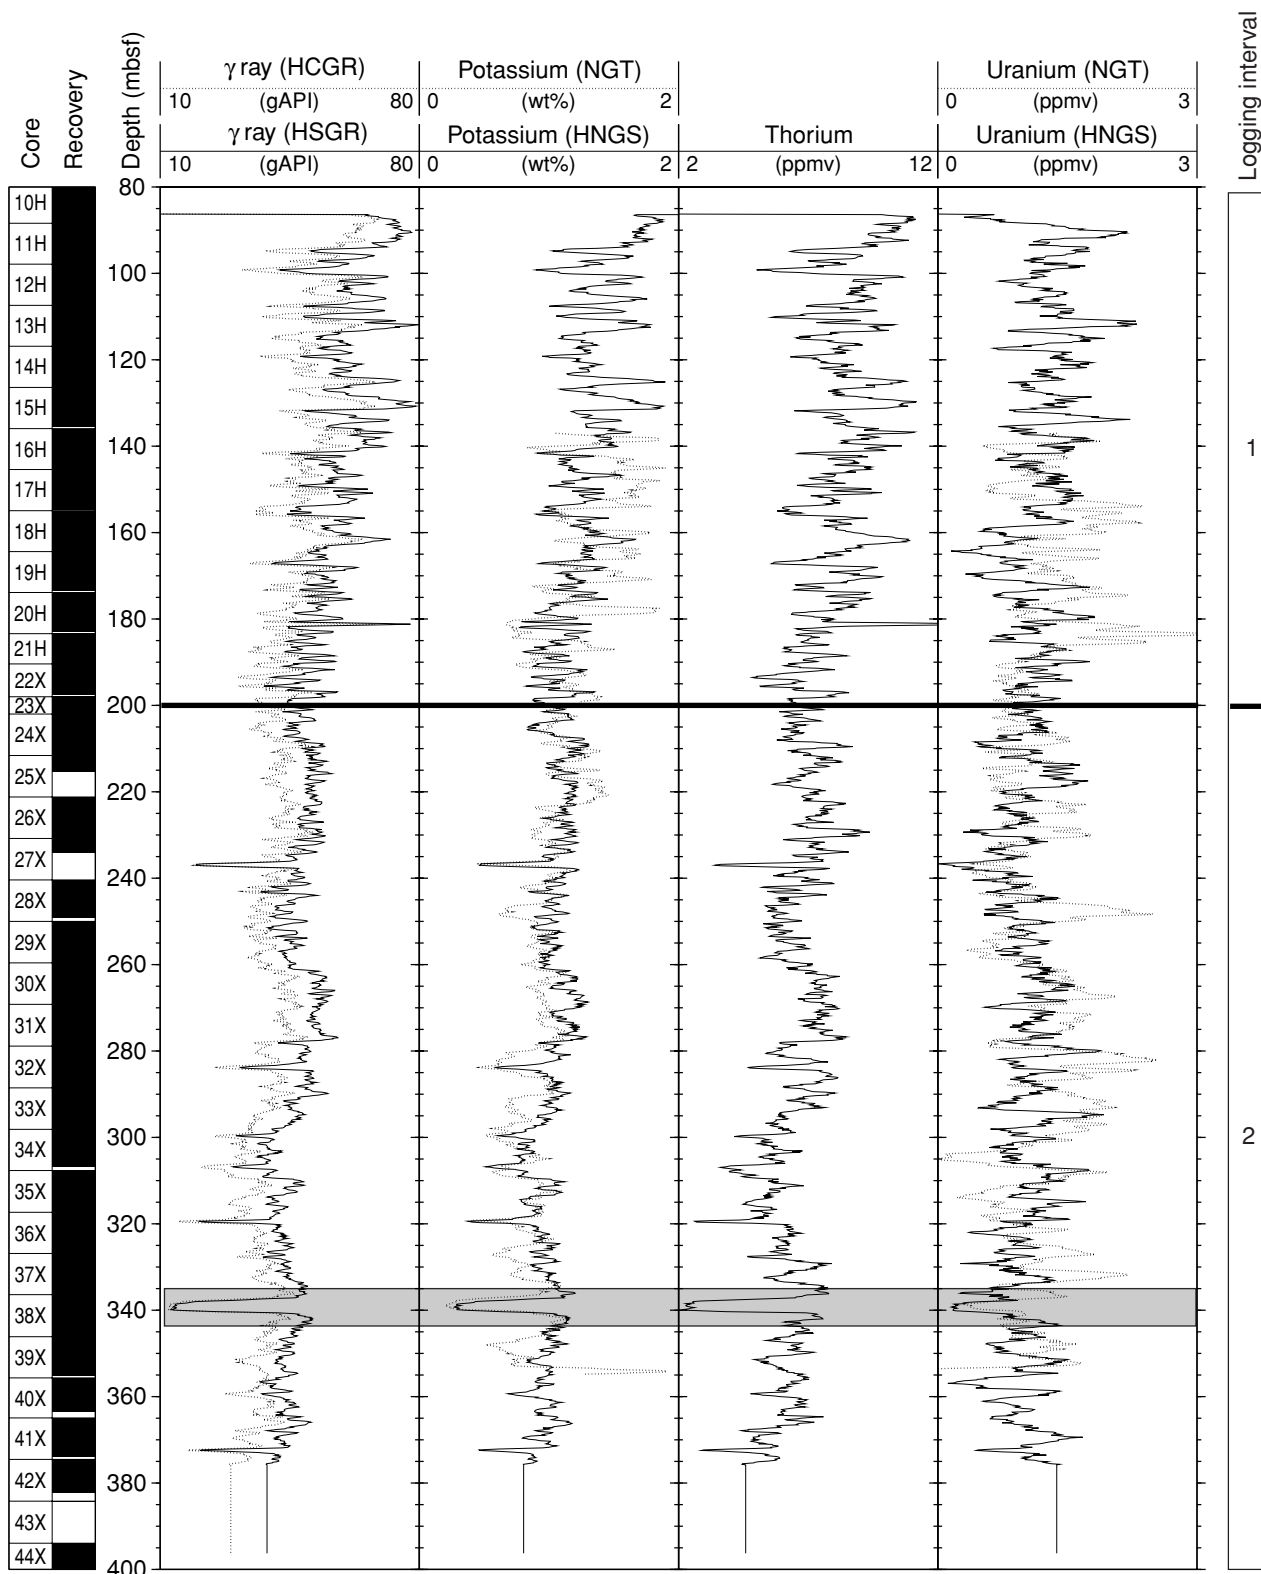 Core
Recovery
Depth (mbsf)
γ ray (HCGR)
10 (gAPI) 80
γ ray (HSGR)
10 (gAPI) 80
Potassium (NGT)
0 (wt%) 2
Potassium (HNGS)
0 (wt%) 2
Thorium
2 (ppmv) 12
Uranium (NGT)
0 (ppmv) 3
Uranium (HNGS)
0 (ppmv) 3
Logging interval
10H
11H
12H
13H
14H
15H
16H
17H
18H
19H
20H
21H
22X
23X
24X
25X
26X
27X
28X
29X
30X
31X
32X
33X
34X
35X
36X
37X
38X
39X
40X
41X
42X
43X
44X
80
100
120
140
160
180
200
220
240
260
280
300
320
340
360
380
400
1
2